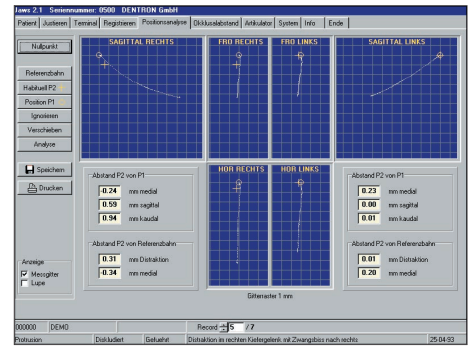 Jaws 2.1 Seriennummer: 0500 DENTRON GmbH
Patient Justieren Terminal Registrieren Positionsanalyse Okklusalabstand Artikulator System Info Ende
Nullpunkt
Referenzbahn
Habituell P2
Position P1
Ignorieren
Verschieben
Analyse
Speichern
Drucken
Anzeige
Messgitter
Lupe
SAGITTAL RECHTS FRO RECHTS FRO LINKS SAGITTAL LINKS
HOR RECHTS HOR LINKS
Abstand P2 von P1
-0.24 mm medial
0.59 mm sagittal
0.94 mm kaudal
Abstand P2 von Referenzbahn
0.31 mm Distraktion
-0.34 mm medial
Abstand P2 von P1
0.23 mm medial
0.00 mm sagittal
0.01 mm kaudal
Abstand P2 von Referenzbahn
0.01 mm Distraktion
0.20 mm medial
Gitterraster 1 mm
000000 DEMO Record 5 / 7
Protrusion Diskludiert Gefuehrt Distraktion im rechten Kiefergelenk mit Zwangsbiss nach rechts 25-04-93